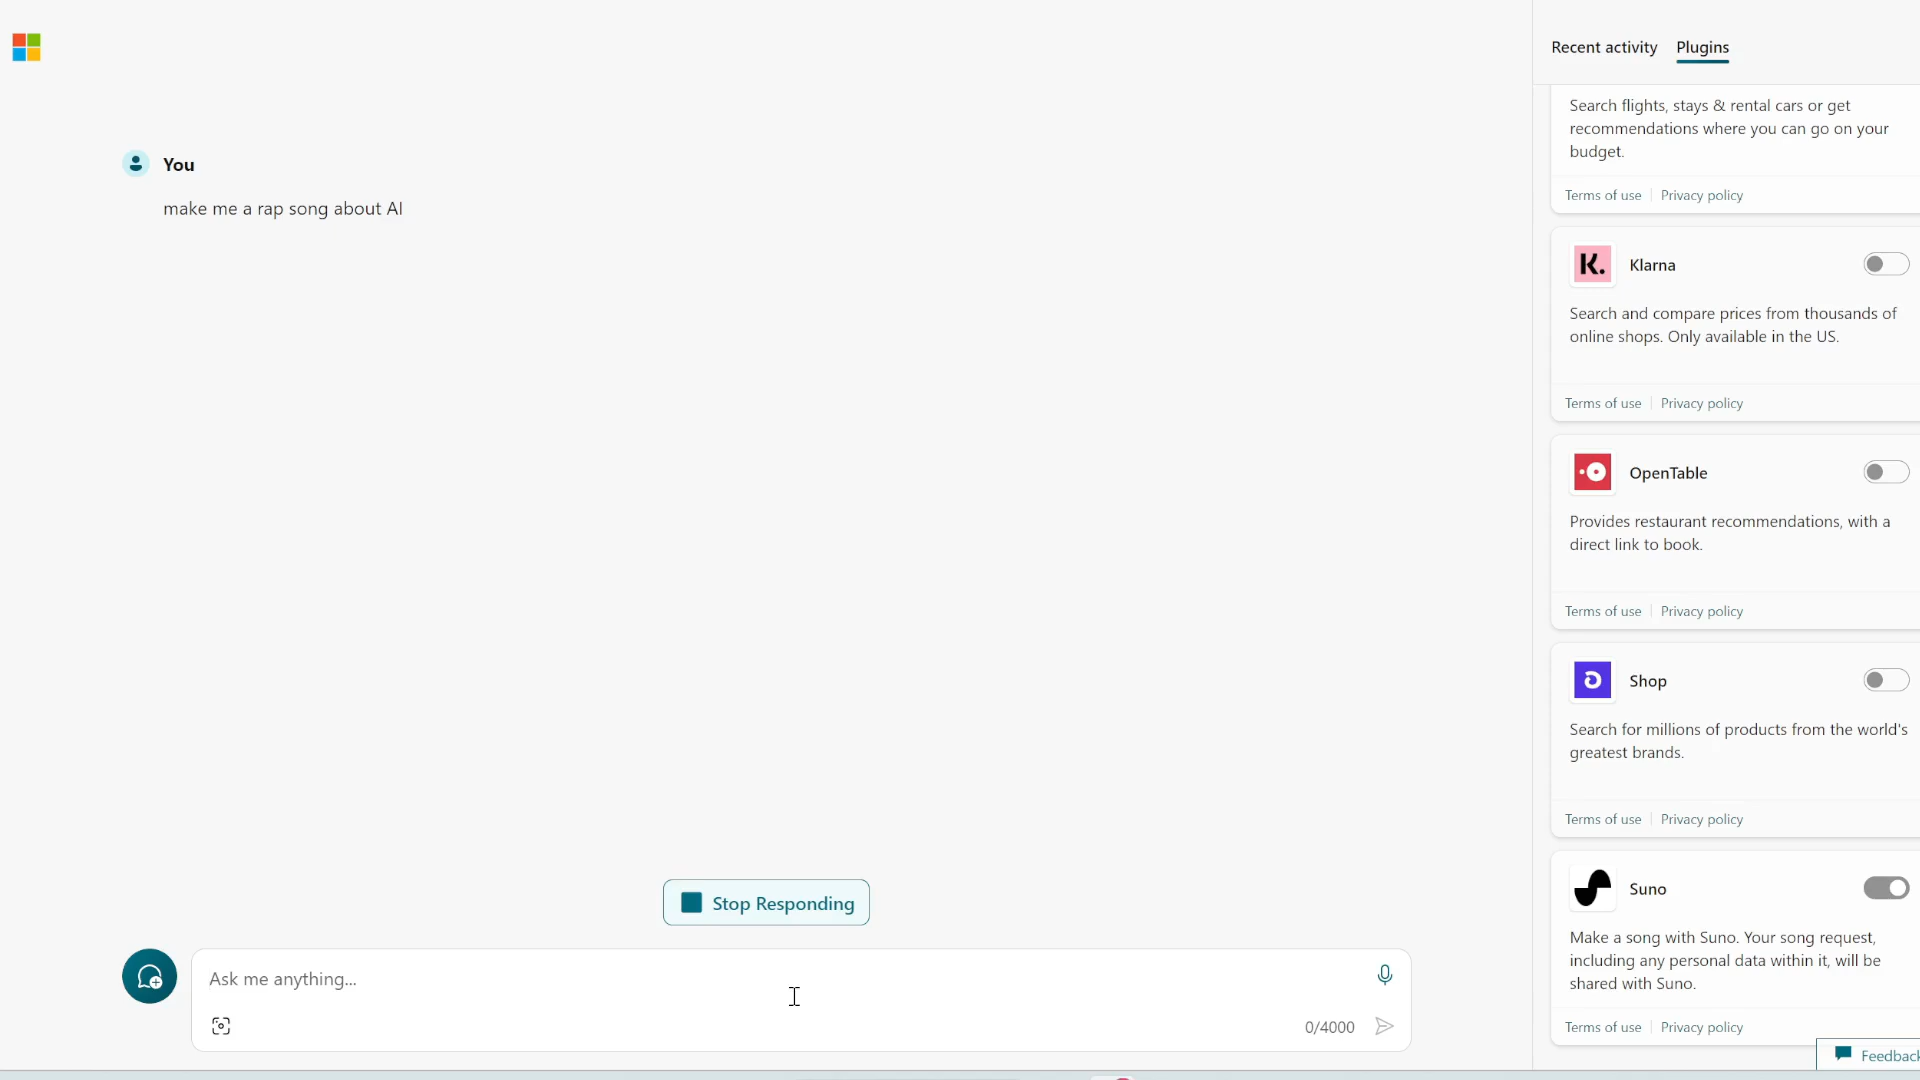 You
make me a rap song about AI
Stop Responding
Ask me anything...
0/4000
Recent activity
Plugins
Search flights, stays & rental cars or get
recommendations where you can go on your
budget.
Terms of use
Privacy policy
K.
Klarna
Search and compare prices from thousands of
online shops. Only available in the US.
Terms of use
Privacy policy
OpenTable
Provides restaurant recommendations, with a
direct link to book.
Terms of use
Privacy policy
Shop
Search for millions of products from the world's
greatest brands.
Terms of use
Privacy policy
Suno
Make a song with Suno. Your song request,
including any personal data within it, will be
shared with Suno.
Terms of use
Privacy policy
Feedback